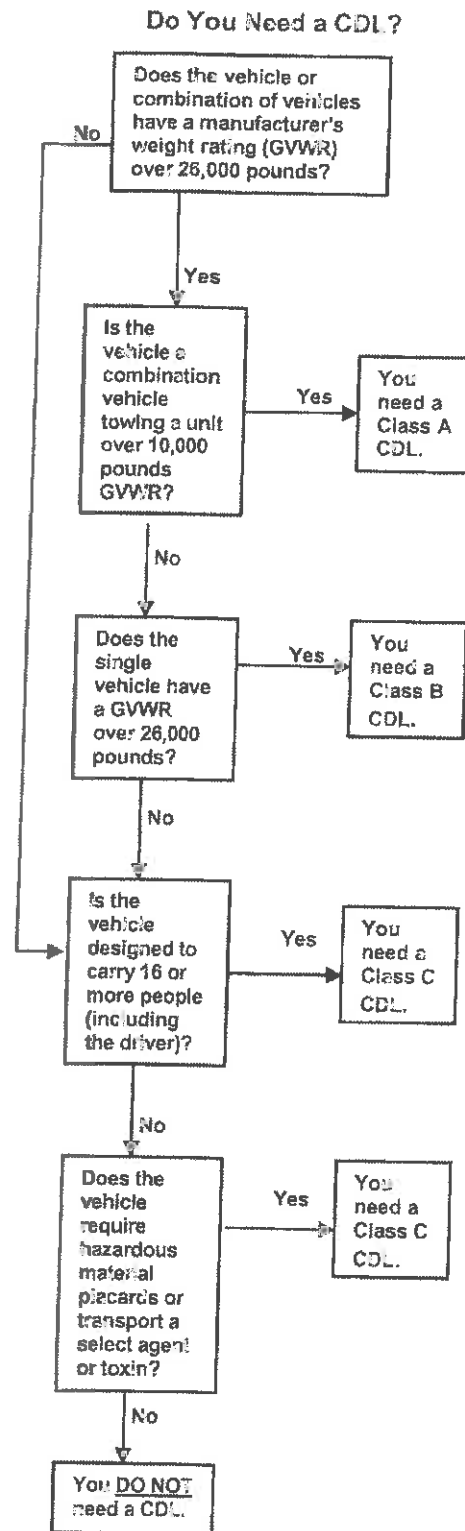 Do You Need a CDL?
Does the vehicle or
combination of vehicles
have a manufacturer's
weight rating (GVWR)
over 26,000 pounds?
No
Yes
Is the
vehicle a
combination
vehicle
towing a unit
over 10,000
pounds
GVWR?
Yes
You
need a
Class A
CDL.
No
Does the
single
vehicle have
a GVWR
over 26,000
pounds?
Yes
You
need a
Class B
CDL.
No
Is the
vehicle
designed to
carry 16 or
more people
(including
the driver)?
Yes
You
need a
Class C
CDL.
No
Does the
vehicle
require
hazardous
material
placards or
transport a
select agent
or toxin?
Yes
You
need a
Class C
CDL.
No
You DO NOT
need a CDL.